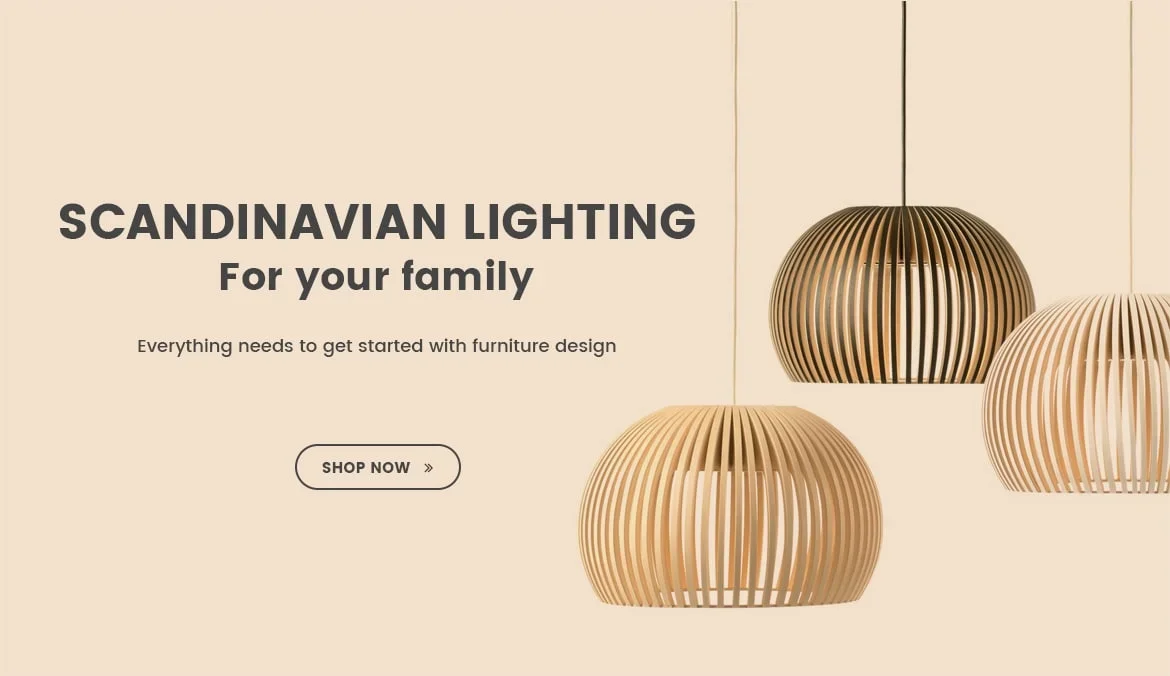 SCANDINAVIAN LIGHTING
For your family
Everything needs to get started with furniture design
SHOP NOW »